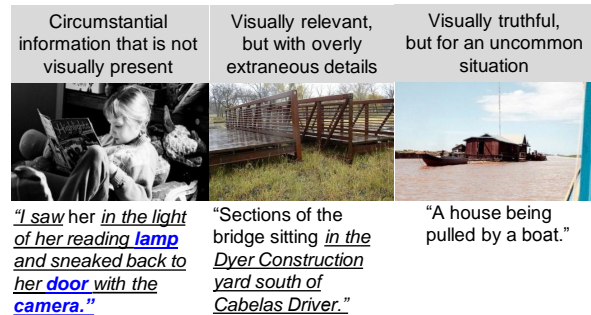 Circumstantial
information that is not
visually present
Visually relevant,
but with overly
extraneous details
Visually truthful,
but for an uncommon
situation
Highlights
“I saw her in the light
of her reading lamp
and sneaked back to
her door with the
camera.”
“Sections of the
bridge sitting in the
Dyer Construction
yard south of
Cabelas Driver.”
“A house being
pulled by a boat.”